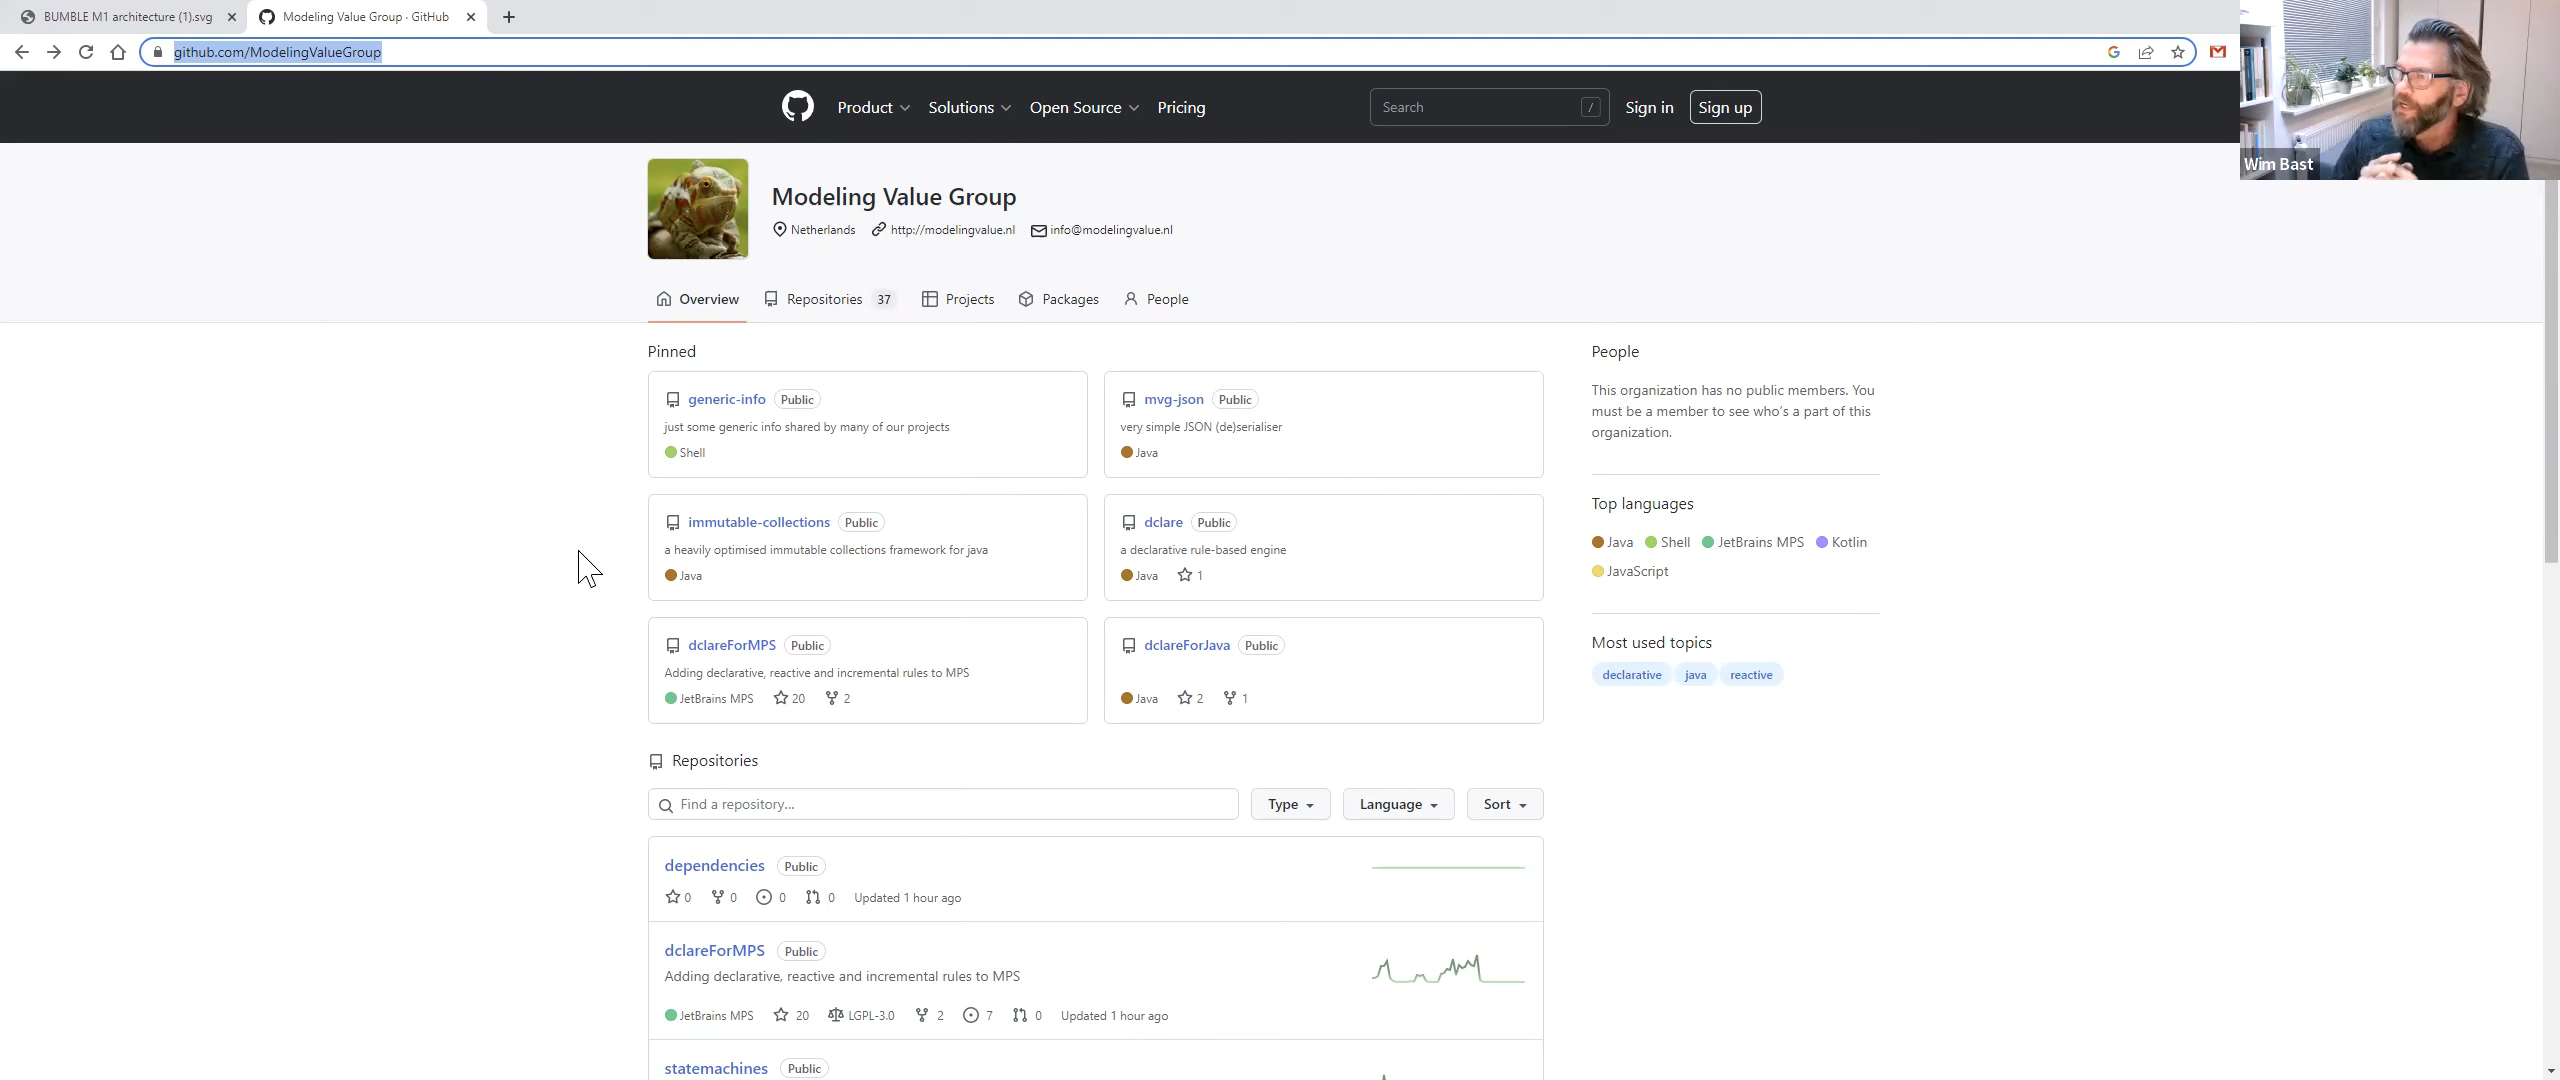 BUMBLE M1 architecture (1).svg
Modeling Value Group · GitHub
github.com/ModelingValueGroup
Product
Solutions
Open Source
Pricing
Search
/
Sign in
Sign up
Wim Bast
Modeling Value Group
Netherlands
http://modelingvalue.nl
info@modelingvalue.nl
Overview
Repositories 37
Projects
Packages
People
Pinned
generic-info Public
just some generic info shared by many of our projects
Shell
mvg-json Public
very simple JSON (de)serialiser
Java
immutable-collections Public
a heavily optimised immutable collections framework for java
Java
dclare Public
a declarative rule-based engine
Java 1
dclareForMPS Public
Adding declarative, reactive and incremental rules to MPS
JetBrains MPS 20 2
dclareForJava Public
Java 2 1
People
This organization has no public members. You
must be a member to see who's a part of this
organization.
Top languages
Java Shell JetBrains MPS Kotlin
JavaScript
Most used topics
declarative java reactive
Repositories
Find a repository...
Type
Language
Sort
dependencies Public
0 0 0 0 Updated 1 hour ago
dclareForMPS Public
Adding declarative, reactive and incremental rules to MPS
JetBrains MPS 20 LGPL-3.0 2 7 0 Updated 1 hour ago
statemachines Public